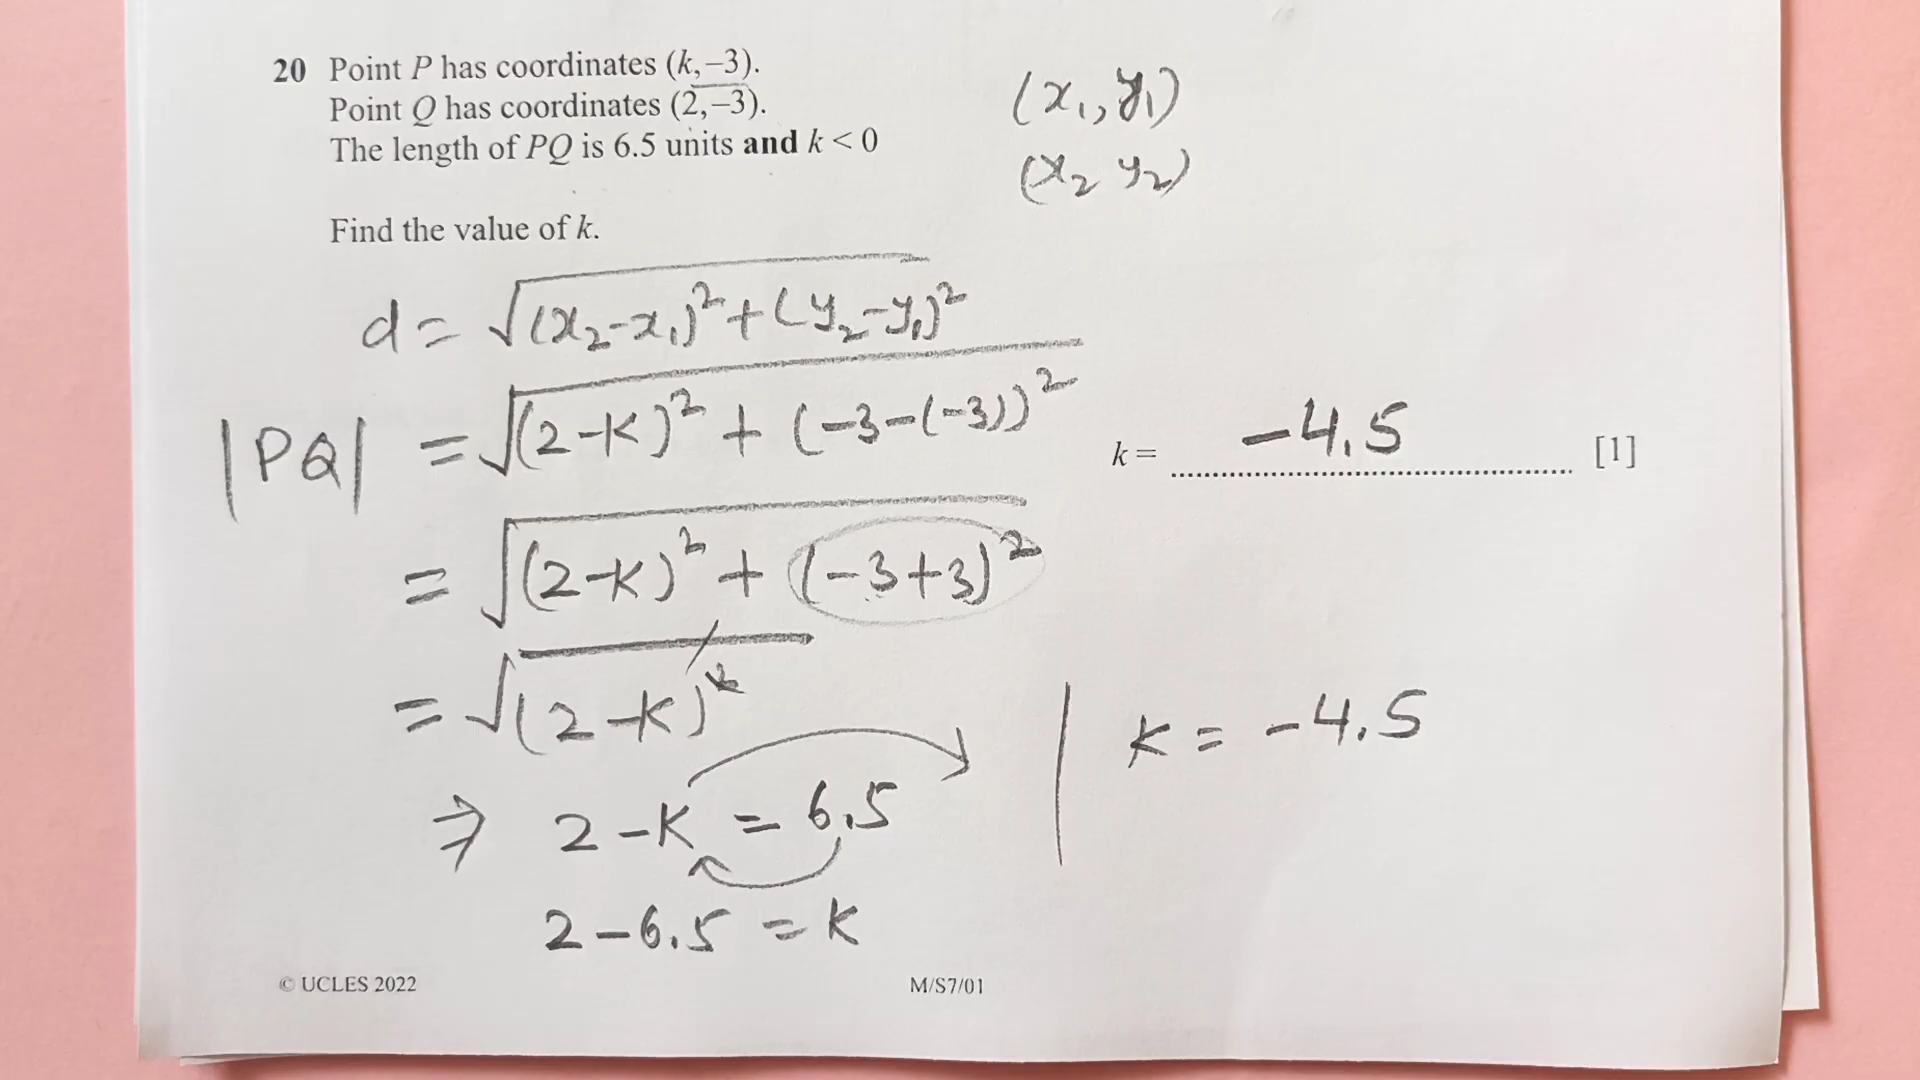 20 Point P has coordinates (k,–3).
Point Q has coordinates (2,–3).
The length of PQ is 6.5 units and k < 0
(x₁, y₁)
(x₂ y₂)
Find the value of k.
d = √(x₂-x₁)² + (y₂-y₁)²
|PQ| = √(2-K)² + (-3-(-3))²
k = -4.5 [1]
= √(2-K)² + (-3+3)²
= √(2-K)²
⇒ 2-K = 6.5
2-6.5 = K
K = -4.5
© UCLES 2022
M/S7/01